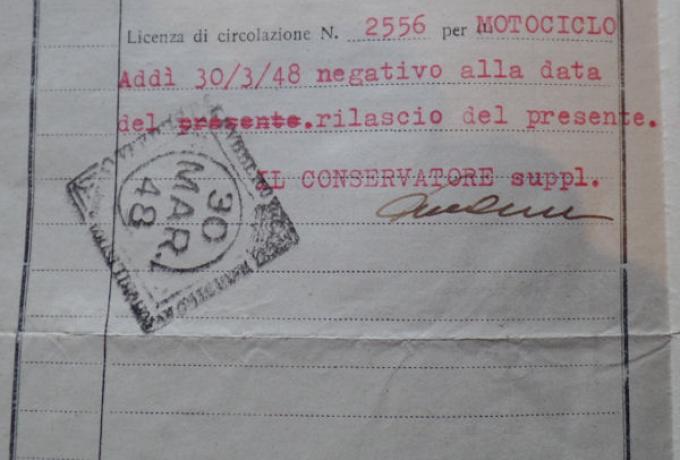 Licenza di circolazione N. 2556 per MOTOCICLO
Addì 30/3/48 negativo alla data
del presente.rilascio del presente.
IL CONSERVATORE suppl.
30
MAR.
48